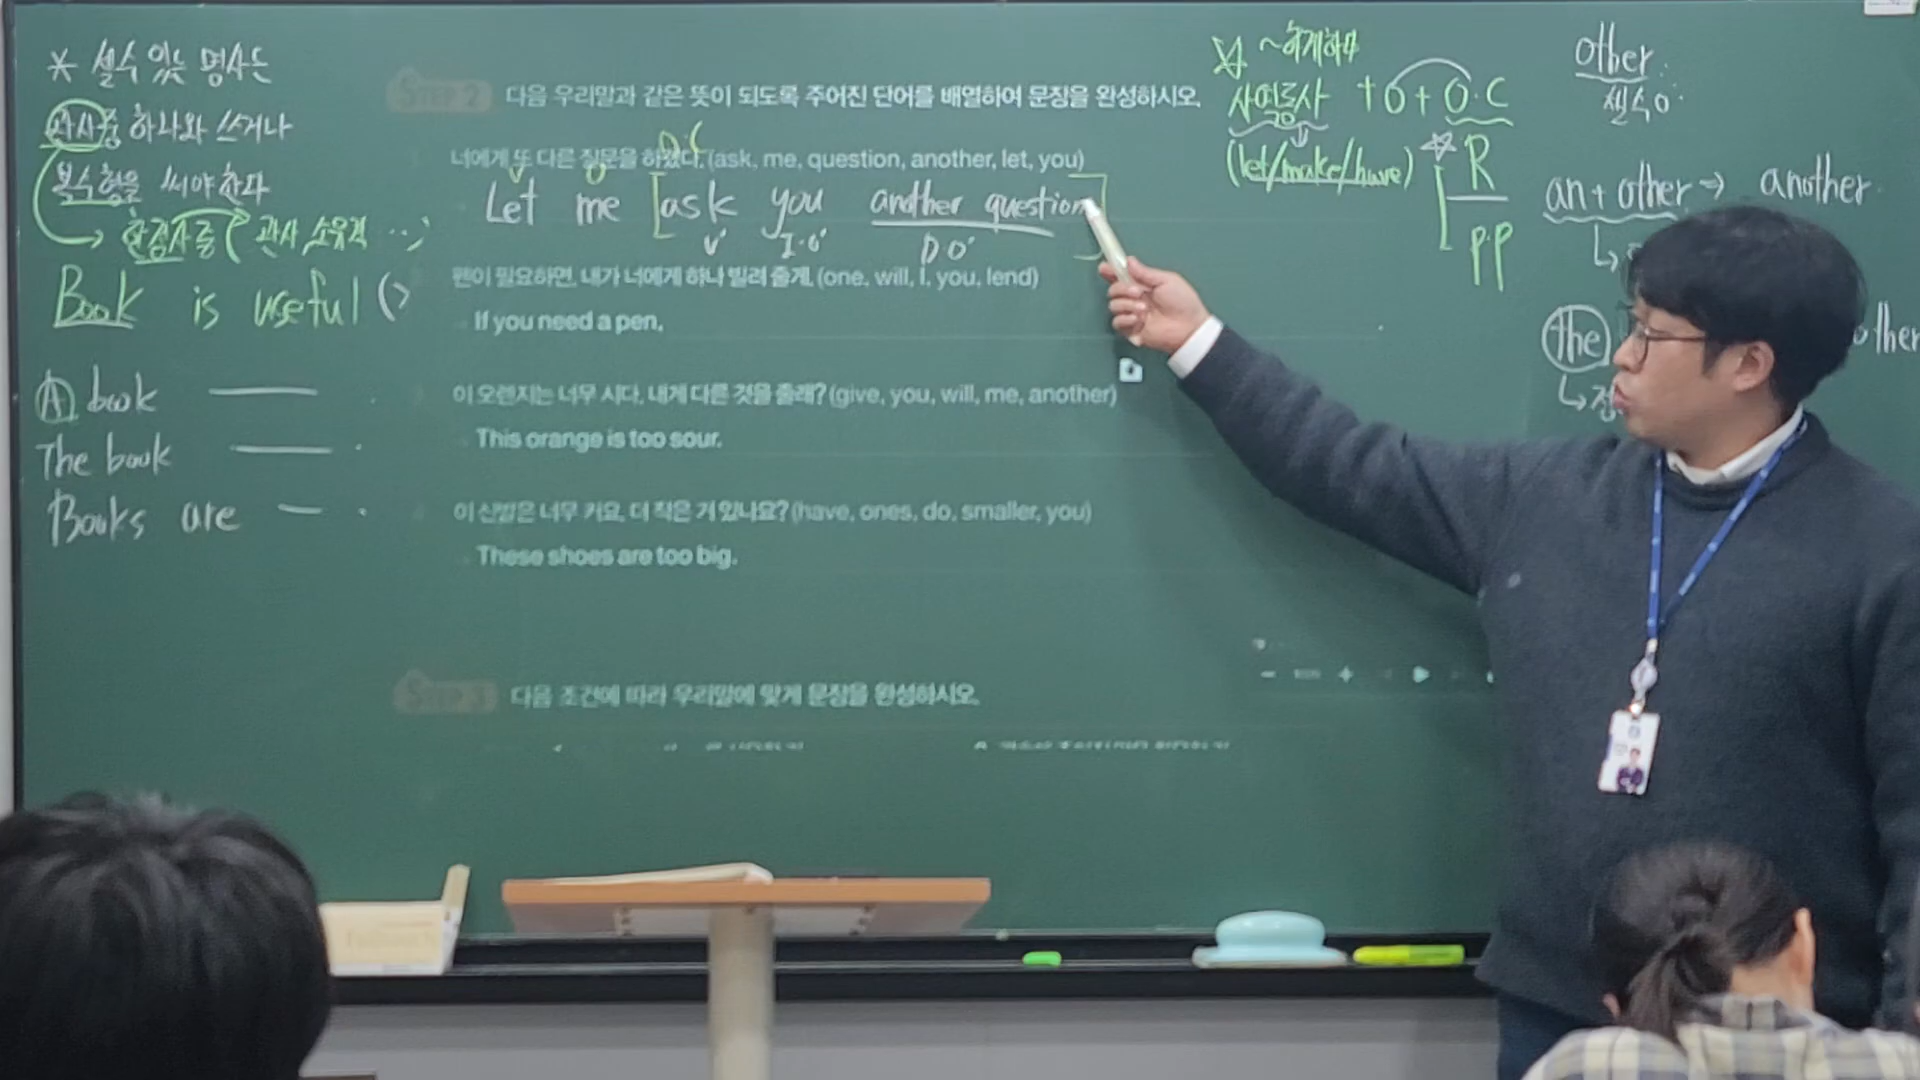 * 셀수 있는 명사는
관사중 하나와 쓰거나
복수형을 써야한다
한정사중 (관사, 소유격 …)
Book is useful (
A book
The book
Books are
STEP 2 다음 우리말과 같은 뜻이 되도록 주어진 단어를 배열하여 문장을 완성하시오.
O·C
너에게 또 다른 질문을 하겠다. (ask, me, question, another, let, you)
V O
Let me [ask you another question]
V' I·O' D O'
펜이 필요하면, 내가 너에게 하나 빌려 줄게. (one, will, I, you, lend)
If you need a pen,
이 오렌지는 너무 시다. 내게 다른 것을 줄래? (give, you, will, me, another)
This orange is too sour.
이 신발은 너무 커요. 더 작은 거 있나요? (have, ones, do, smaller, you)
These shoes are too big.
STEP 3 다음 조건에 따라 우리말에 맞게 문장을 완성하시오.
~하게하다
사역동사 + O + O.C
(let/make/have) R
P.P
other
셀수 O
an + other ⇒ another
the other